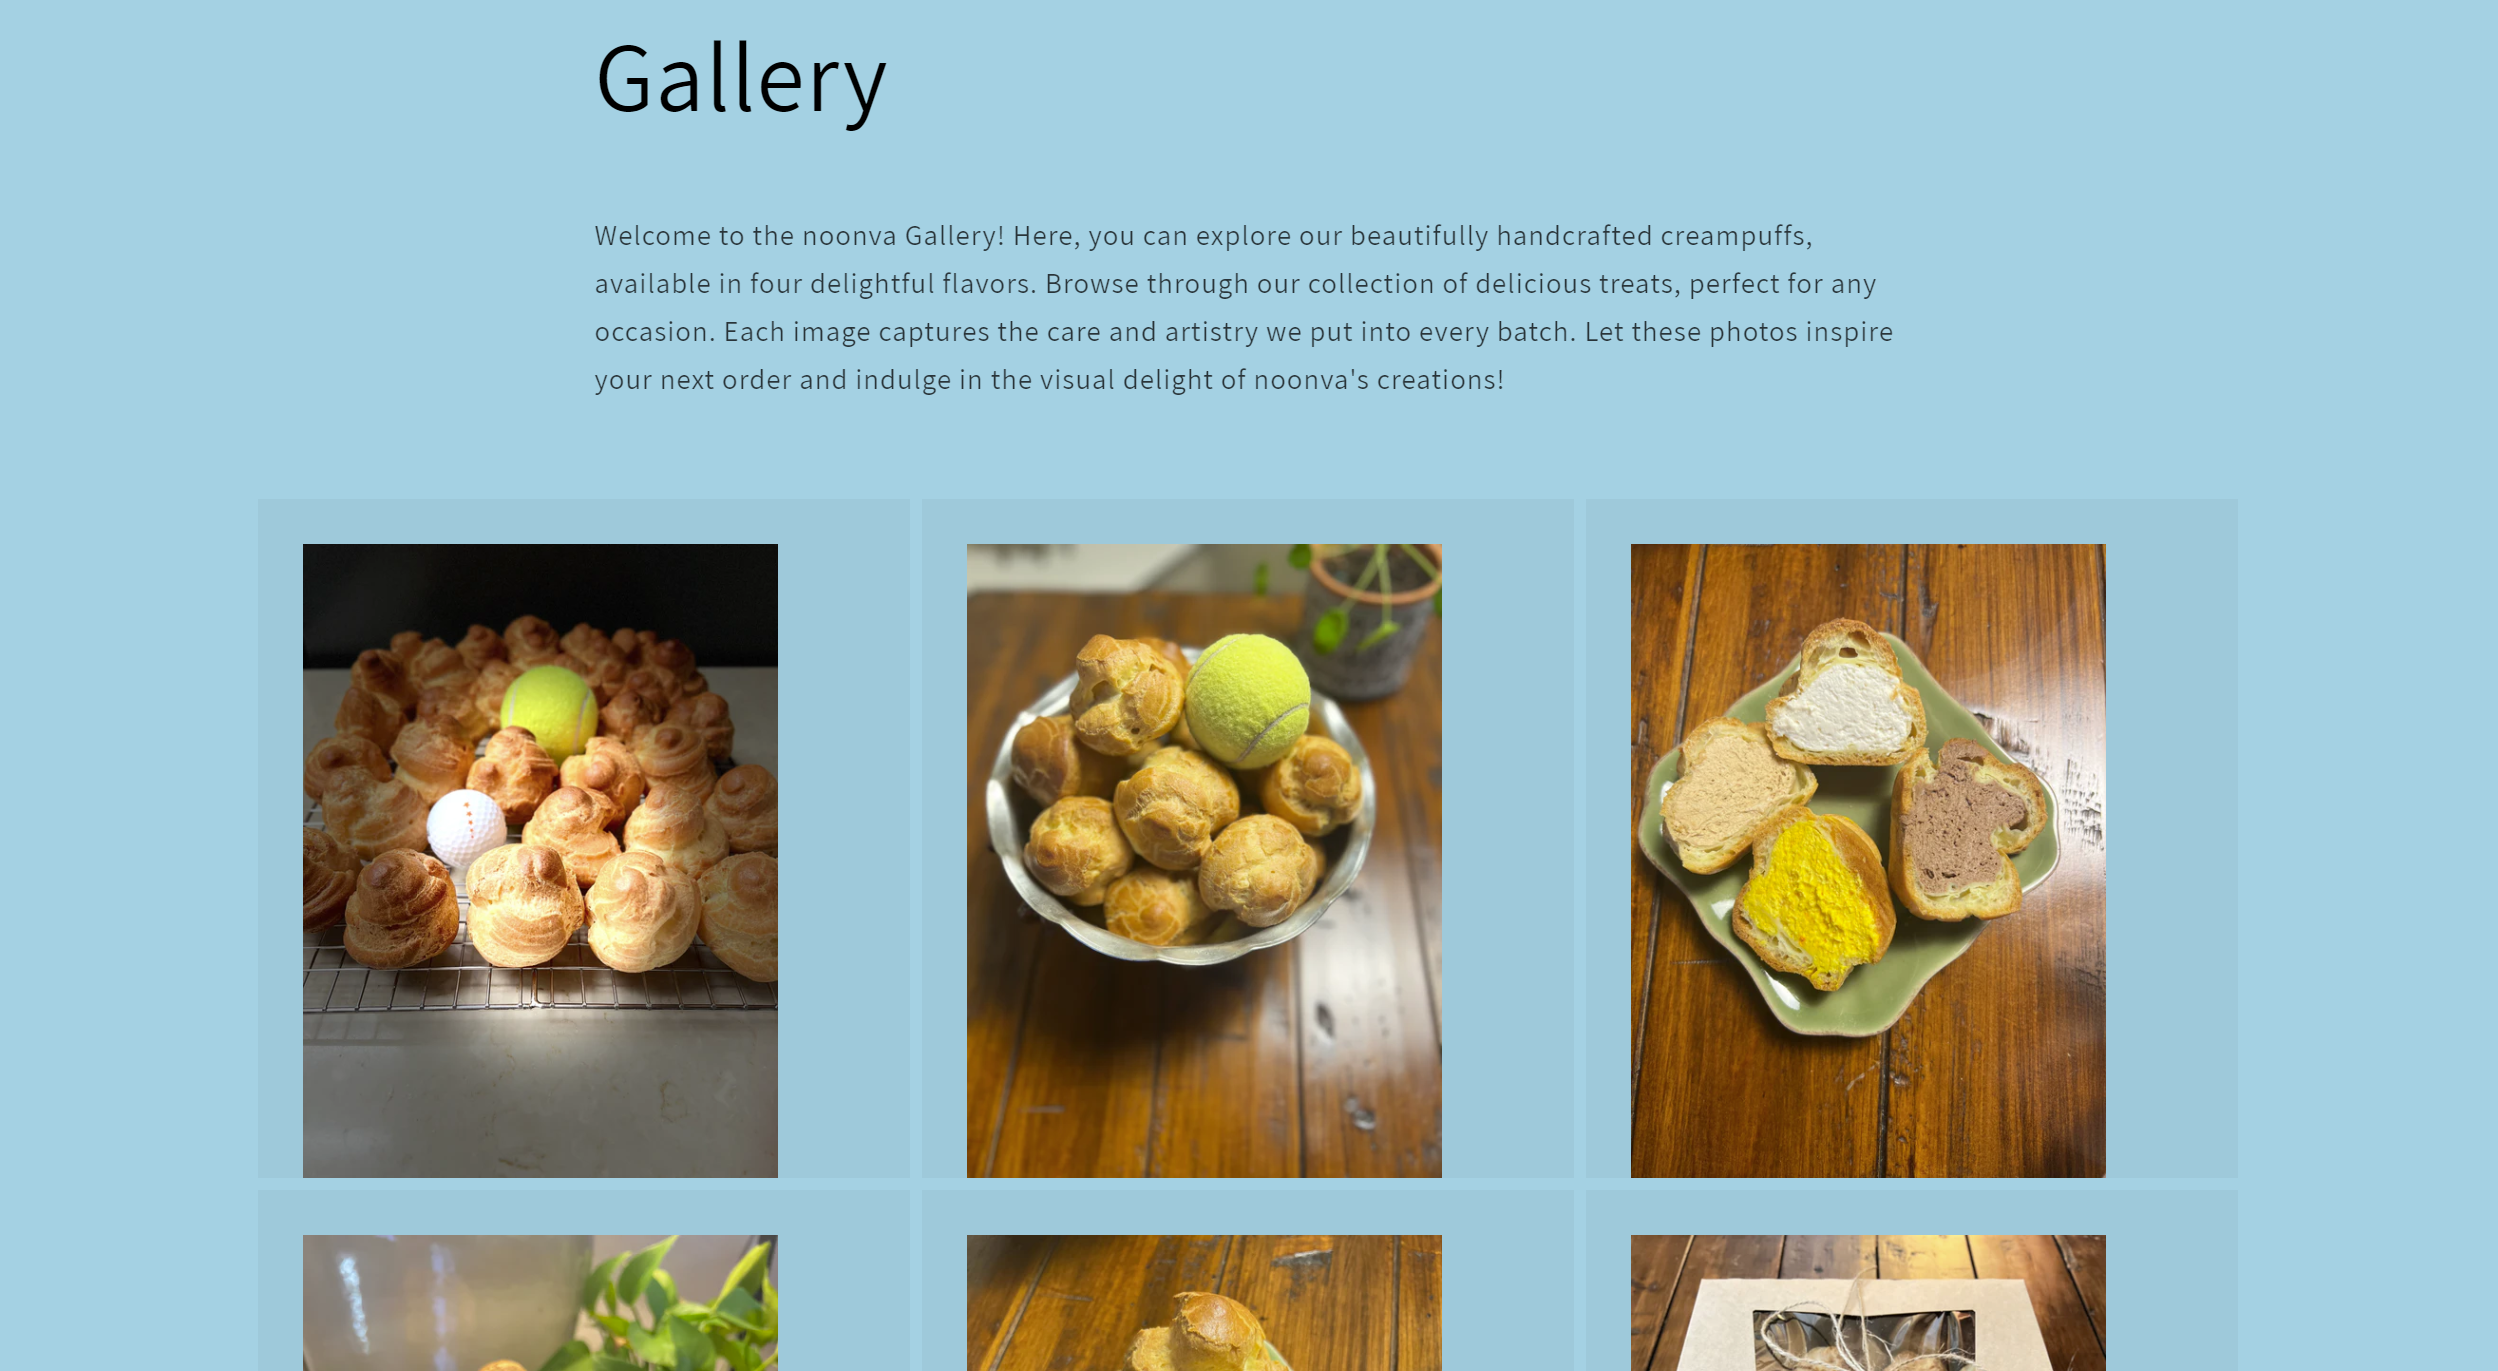 Gallery
Welcome to the noonva Gallery! Here, you can explore our beautifully handcrafted creampuffs,
available in four delightful flavors. Browse through our collection of delicious treats, perfect for any
occasion. Each image captures the care and artistry we put into every batch. Let these photos inspire
your next order and indulge in the visual delight of noonva's creations!